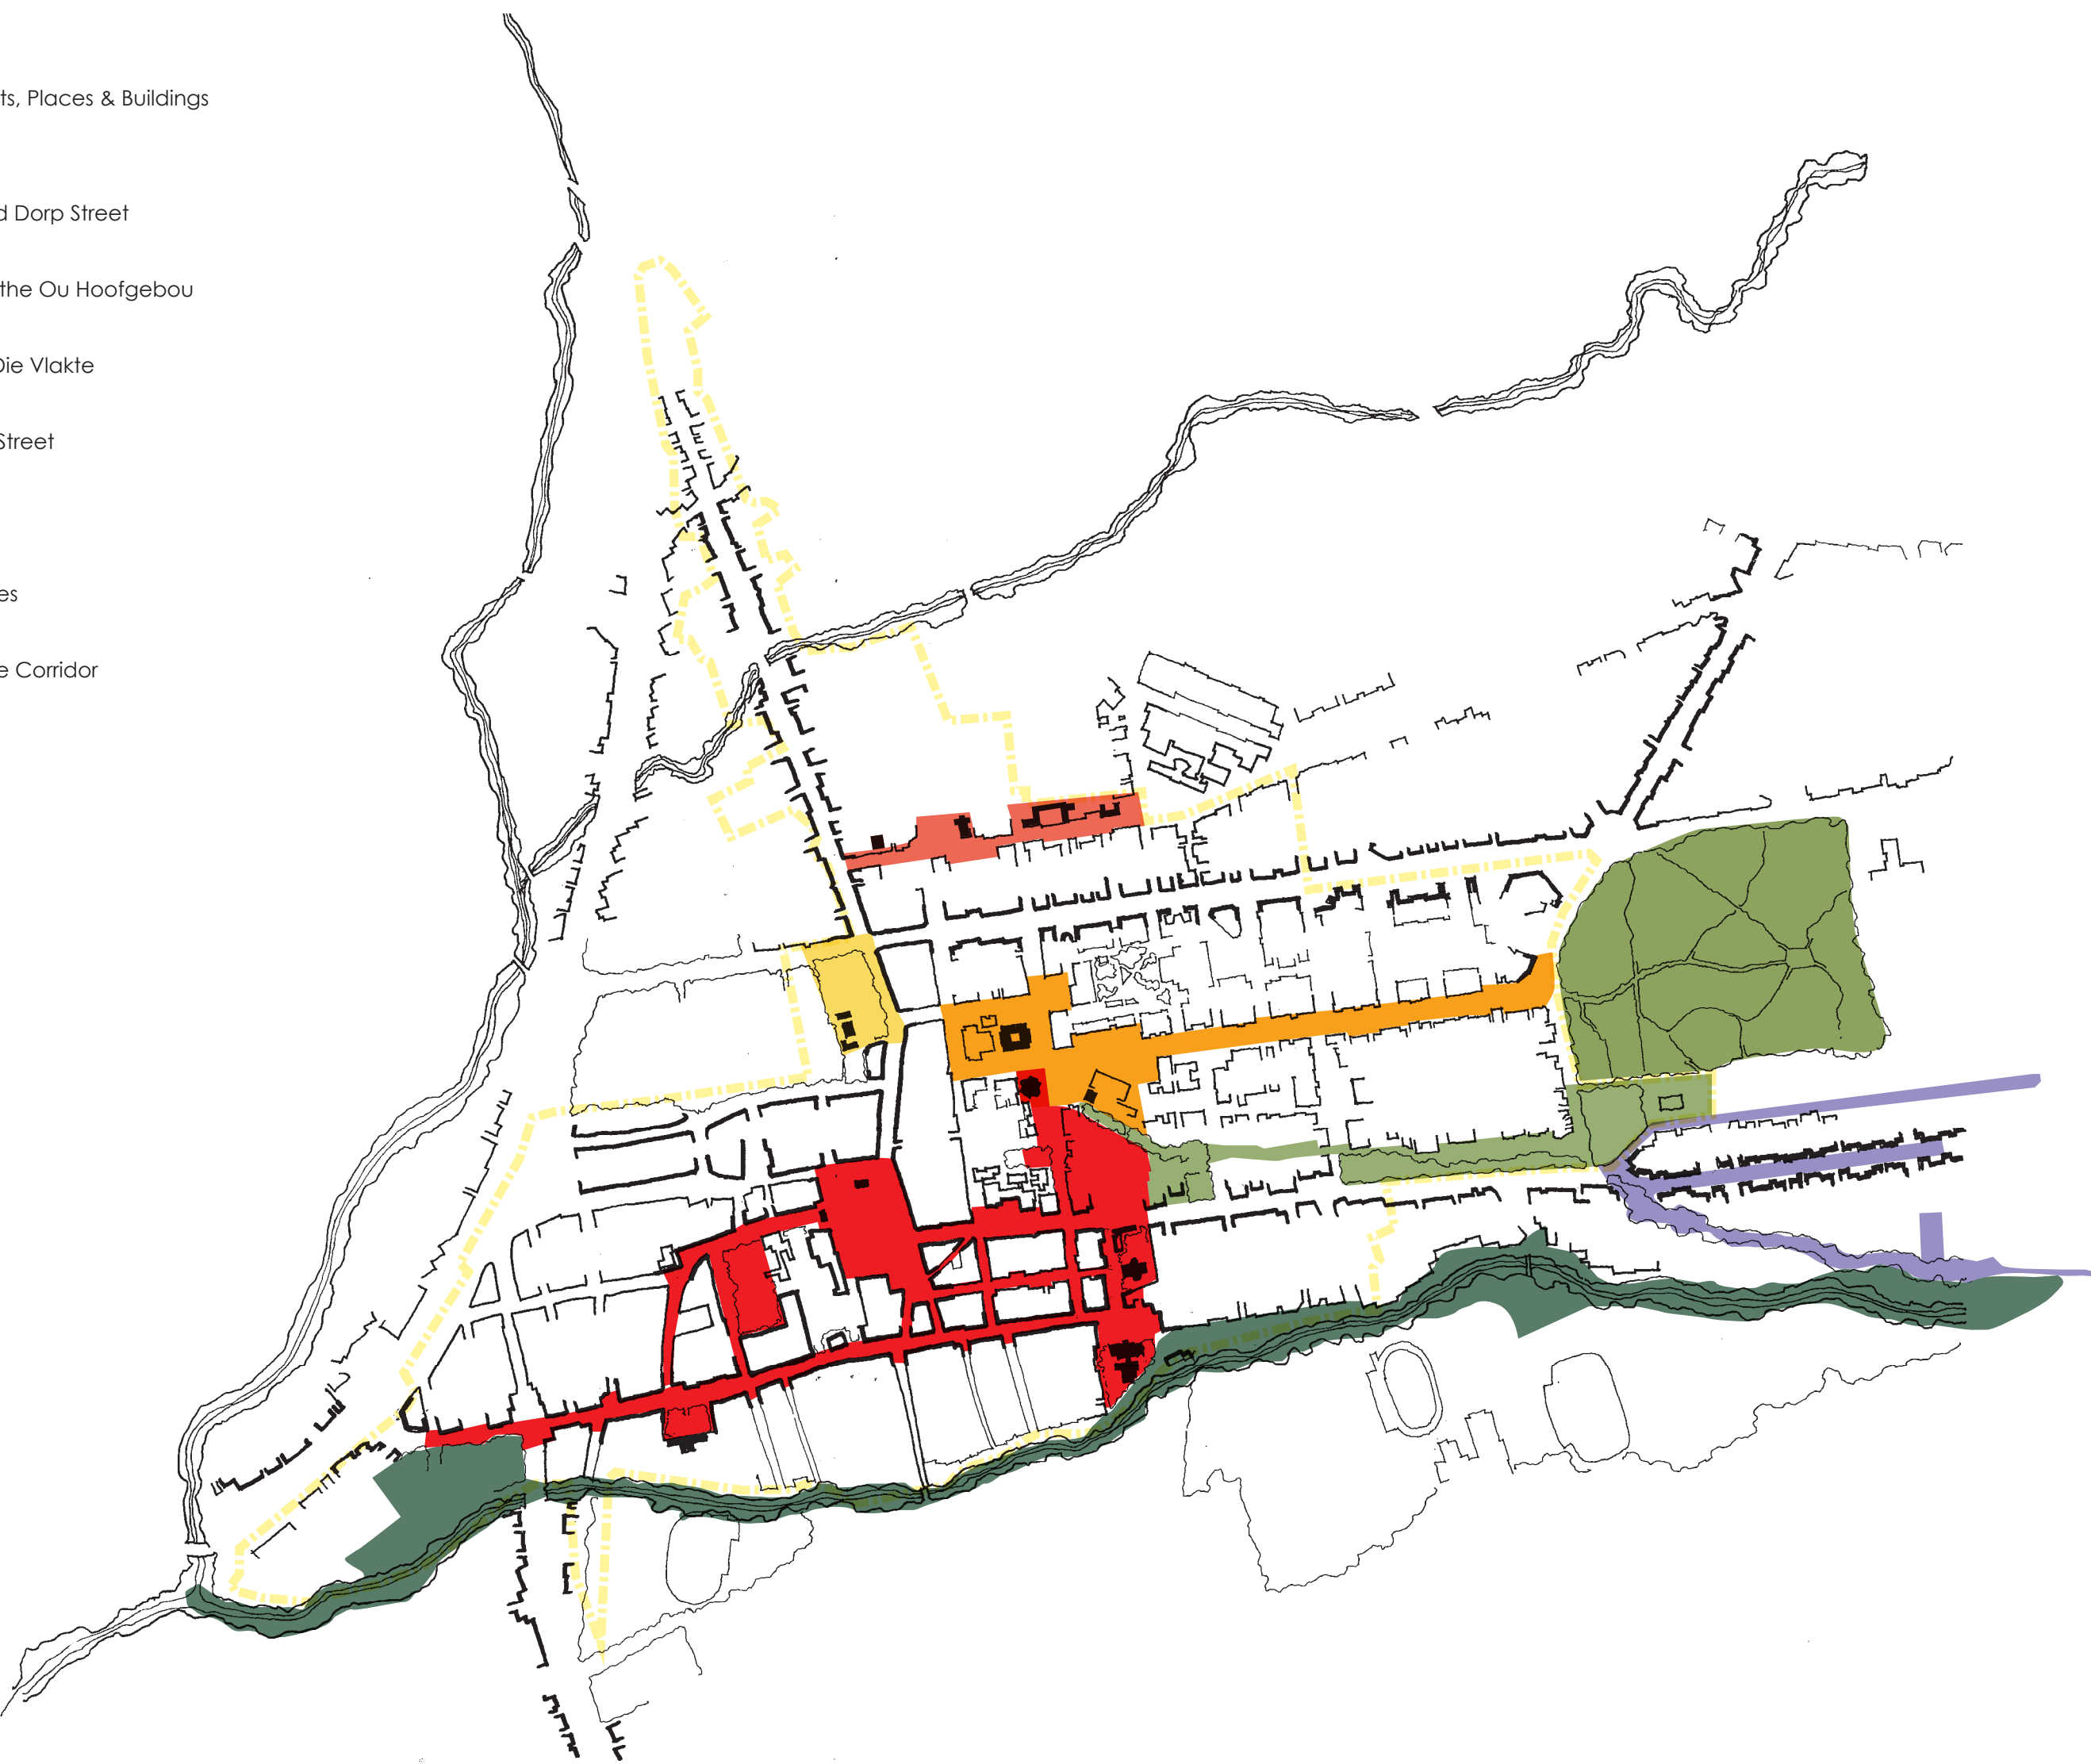 ts, Places & Buildings
d Dorp Street
the Ou Hoofgebou
Die Vlakte
Street
es
e Corridor